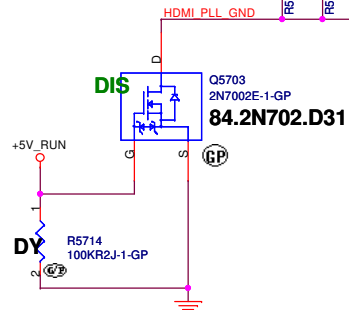 HDMI_PLL_GND
R5
R5
D
DIS
Q5703
2N7002E-1-GP
84.2N702.D31
+5V_RUN
G
S
GP
1
DY
R5714
100KR2J-1-GP
2
G/P